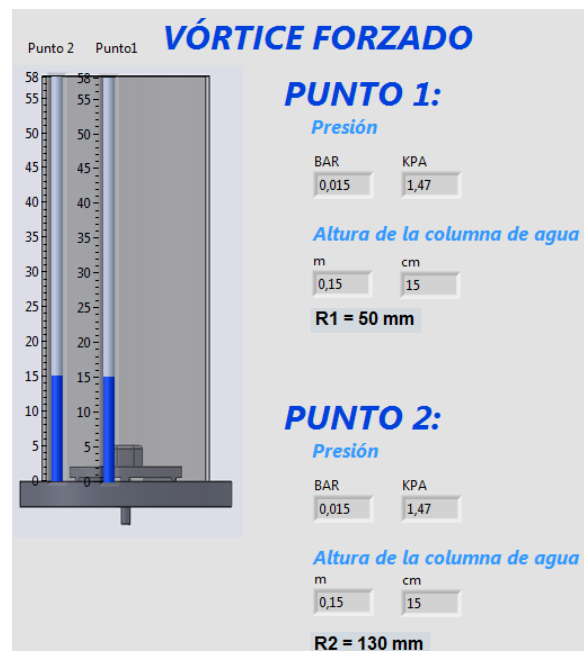 VÓRTICE FORZADO
Punto 2 Punto1
58 58
55 55
50 50
45 45
40 40
35 35
30 30
25 25
20 20
15 15
10 10
5 5
0 0
PUNTO 1:
Presión
BAR KPA
0,015 1,47
Altura de la columna de agua
m cm
0,15 15
R1 = 50 mm
PUNTO 2:
Presión
BAR KPA
0,015 1,47
Altura de la columna de agua
m cm
0,15 15
R2 = 130 mm